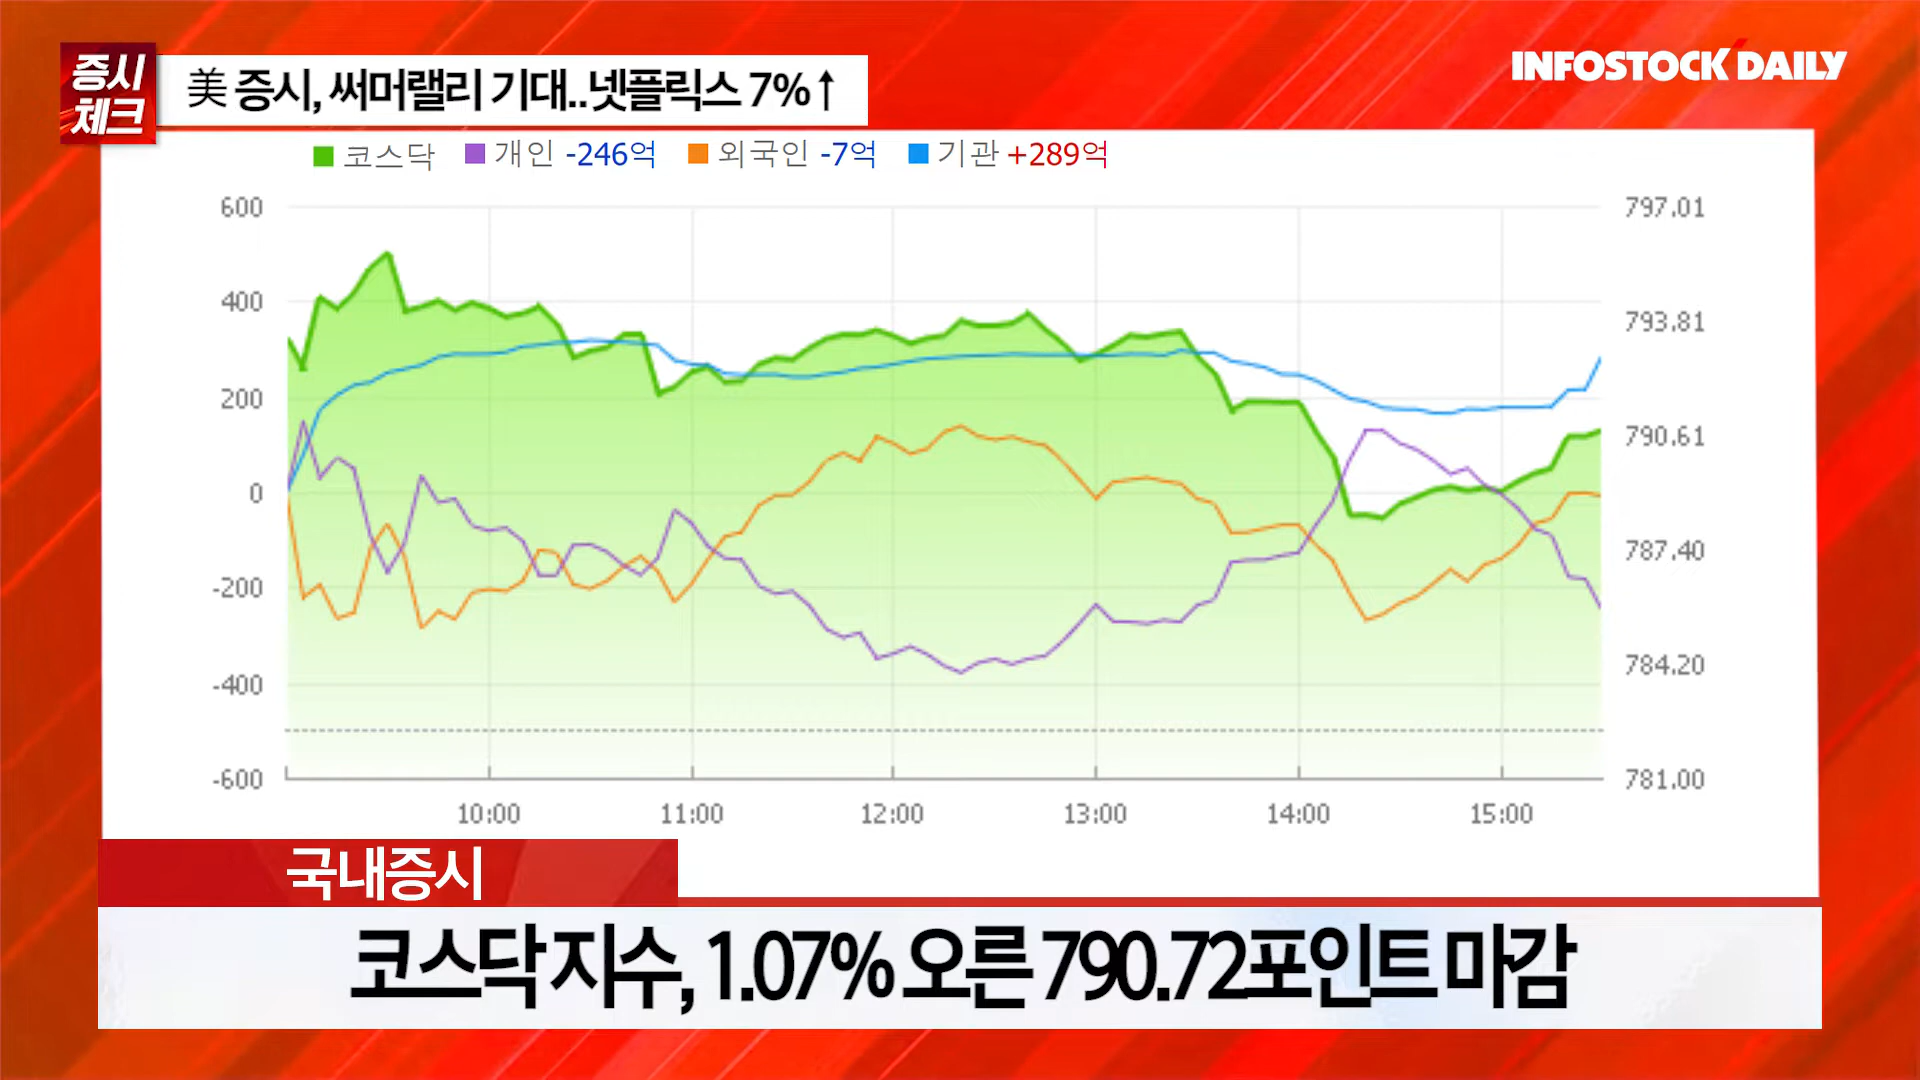 증시
체크
美 증시, 써머랠리 기대..넷플릭스 7%↑
INFOSTOCK DAILY
코스닥 개인 -246억 외국인 -7억 기관 +289억
600 797.01
400 793.81
200 790.61
0 787.40
-200 784.20
-400 781.00
-600
10:00 11:00 12:00 13:00 14:00 15:00
국내증시
코스닥 지수, 1.07% 오른 790.72포인트 마감